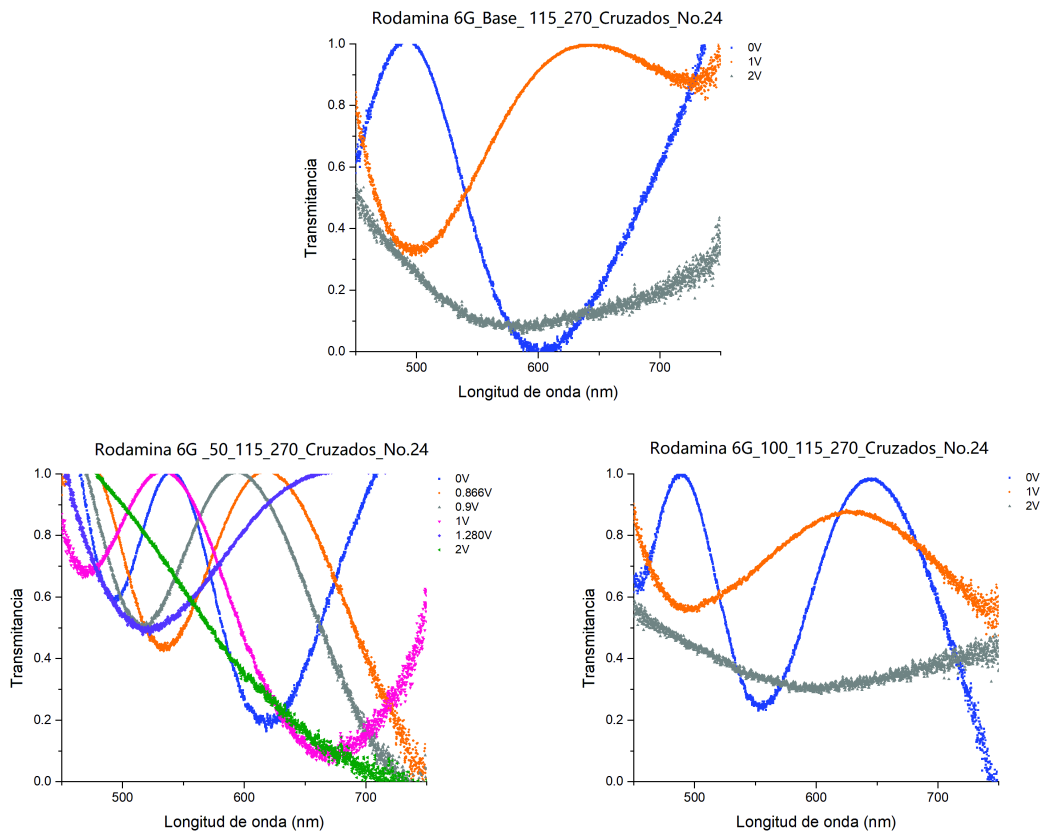 Rodamina 6G_Base_ 115_270_Cruzados_No.24
1.0
0.8
0.6
0.4
0.2
0.0
Transmitancia
500
600
700
Longitud de onda (nm)
0V
1V
2V
Rodamina 6G _50_115_270_Cruzados_No.24
1.0
0.8
0.6
0.4
0.2
0.0
Transmitancia
500
600
700
Longitud de onda (nm)
0V
0.866V
0.9V
1V
1.280V
2V
Rodamina 6G_100_115_270_Cruzados_No.24
1.0
0.8
0.6
0.4
0.2
0.0
Transmitancia
500
600
700
Longitud de onda (nm)
0V
1V
2V